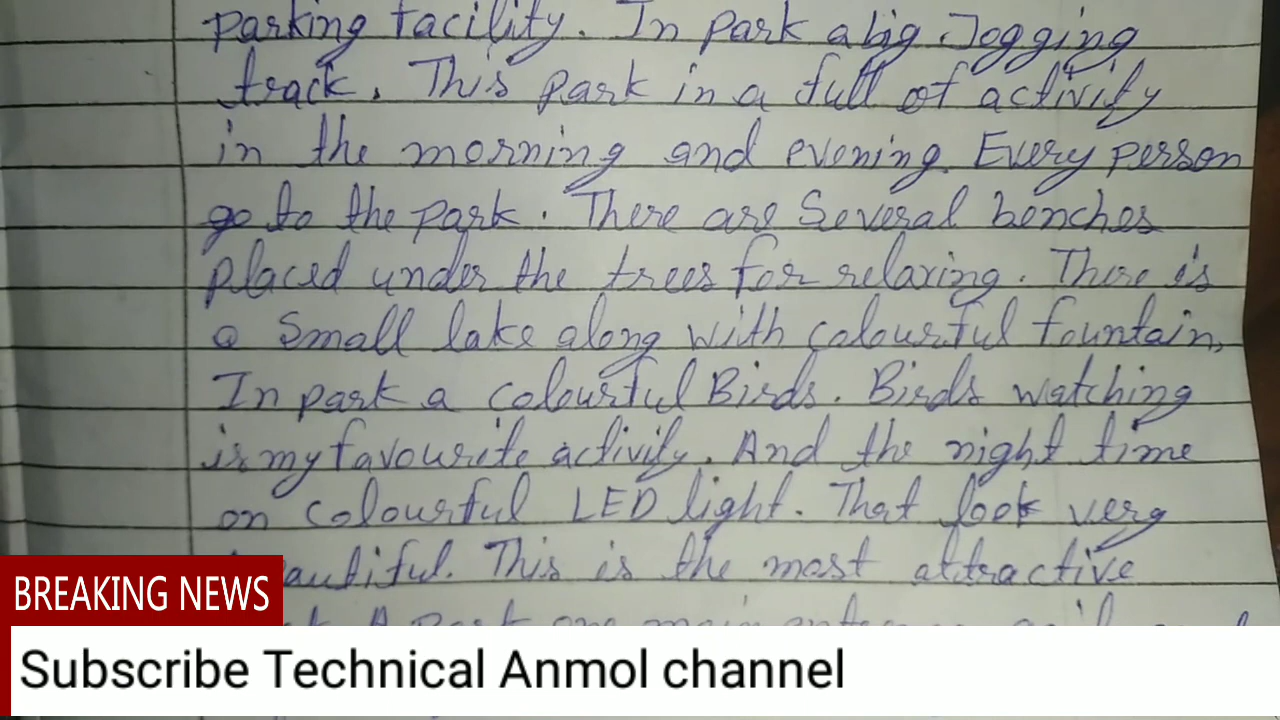 parking facility. In park a big Jogging
track. This park in a full of activity
in the morning and evening. Every person
go to the park. There are Several benches
placed under the trees for relaxing. There is
a Small lake along with colourful fountain,
In park a colourful Birds. Birds watching
is my favourite activity. And the night time
on colourful LED light. That look very
beautiful. This is the most attractive
A park one main
BREAKING NEWS
Subscribe Technical Anmol channel